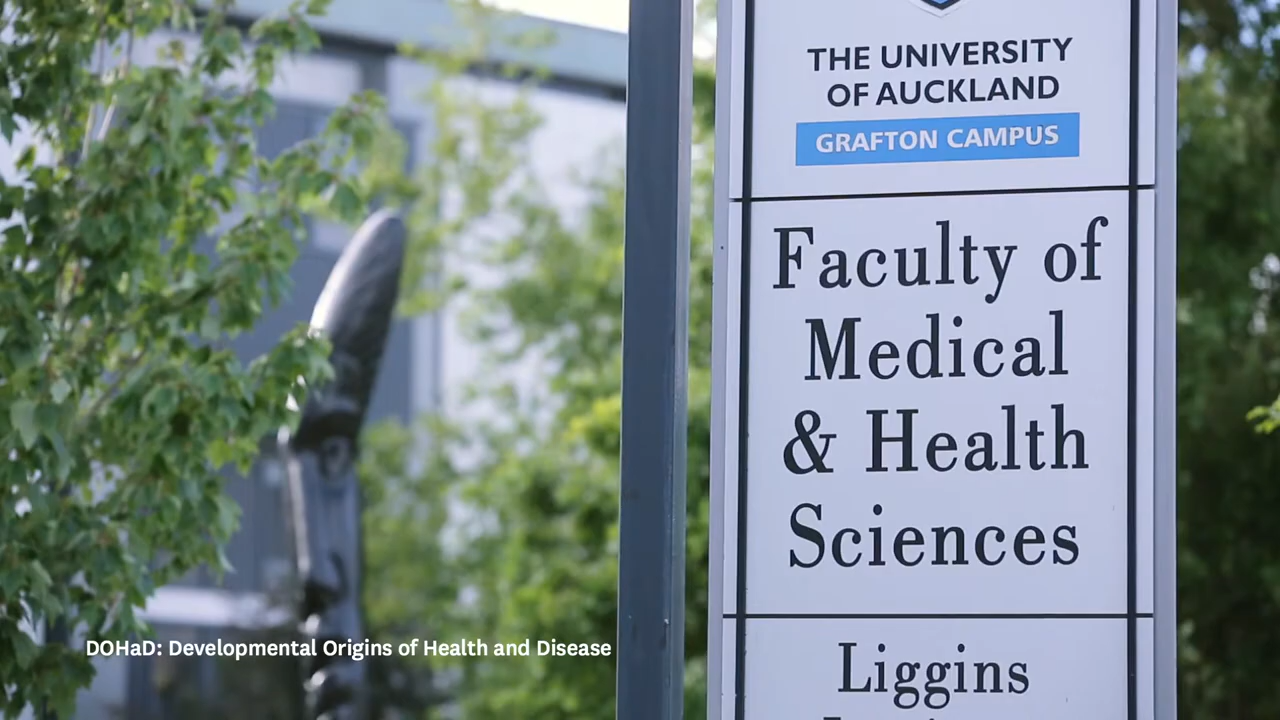 THE UNIVERSITY
OF AUCKLAND
GRAFTON CAMPUS
Faculty of
Medical
& Health
Sciences
Liggins
DOHaD: Developmental Origins of Health and Disease